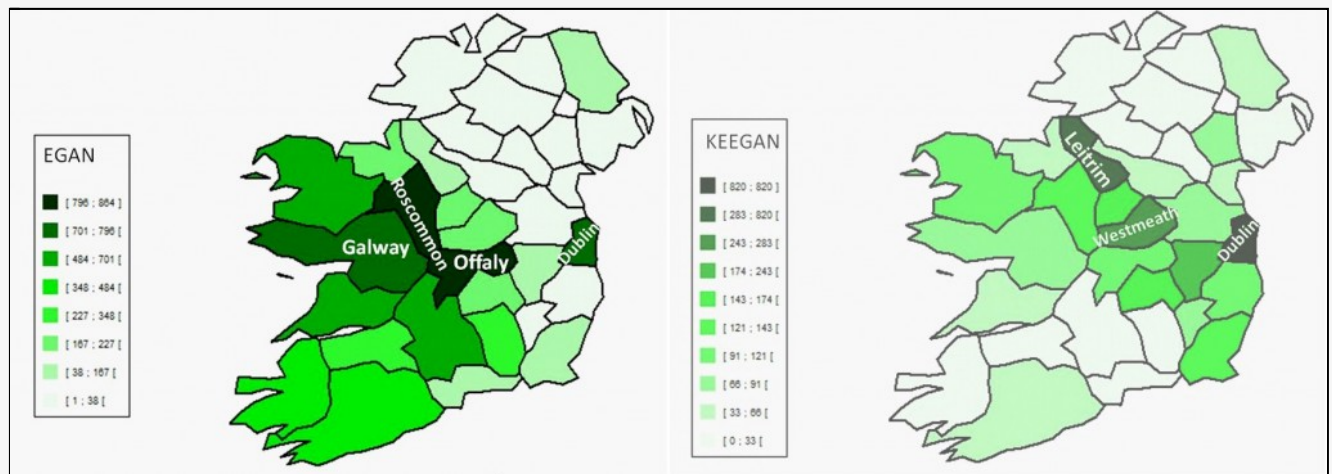 EGAN
[ 796 ; 864 ]
[ 701 ; 796 [
[ 484 ; 701 [
[ 348 ; 484 [
[ 227 ; 348 [
[ 167 ; 227 [
[ 38 ; 167 [
[ 1 ; 38 [
Roscommon
Galway
Offaly
Dublin
KEEGAN
[ 820 ; 820 ]
[ 283 ; 820 [
[ 243 ; 283 [
[ 174 ; 243 [
[ 143 ; 174 [
[ 121 ; 143 [
[ 91 ; 121 [
[ 66 ; 91 [
[ 33 ; 66 [
[ 0 ; 33 [
Leitrim
Westmeath
Dublin